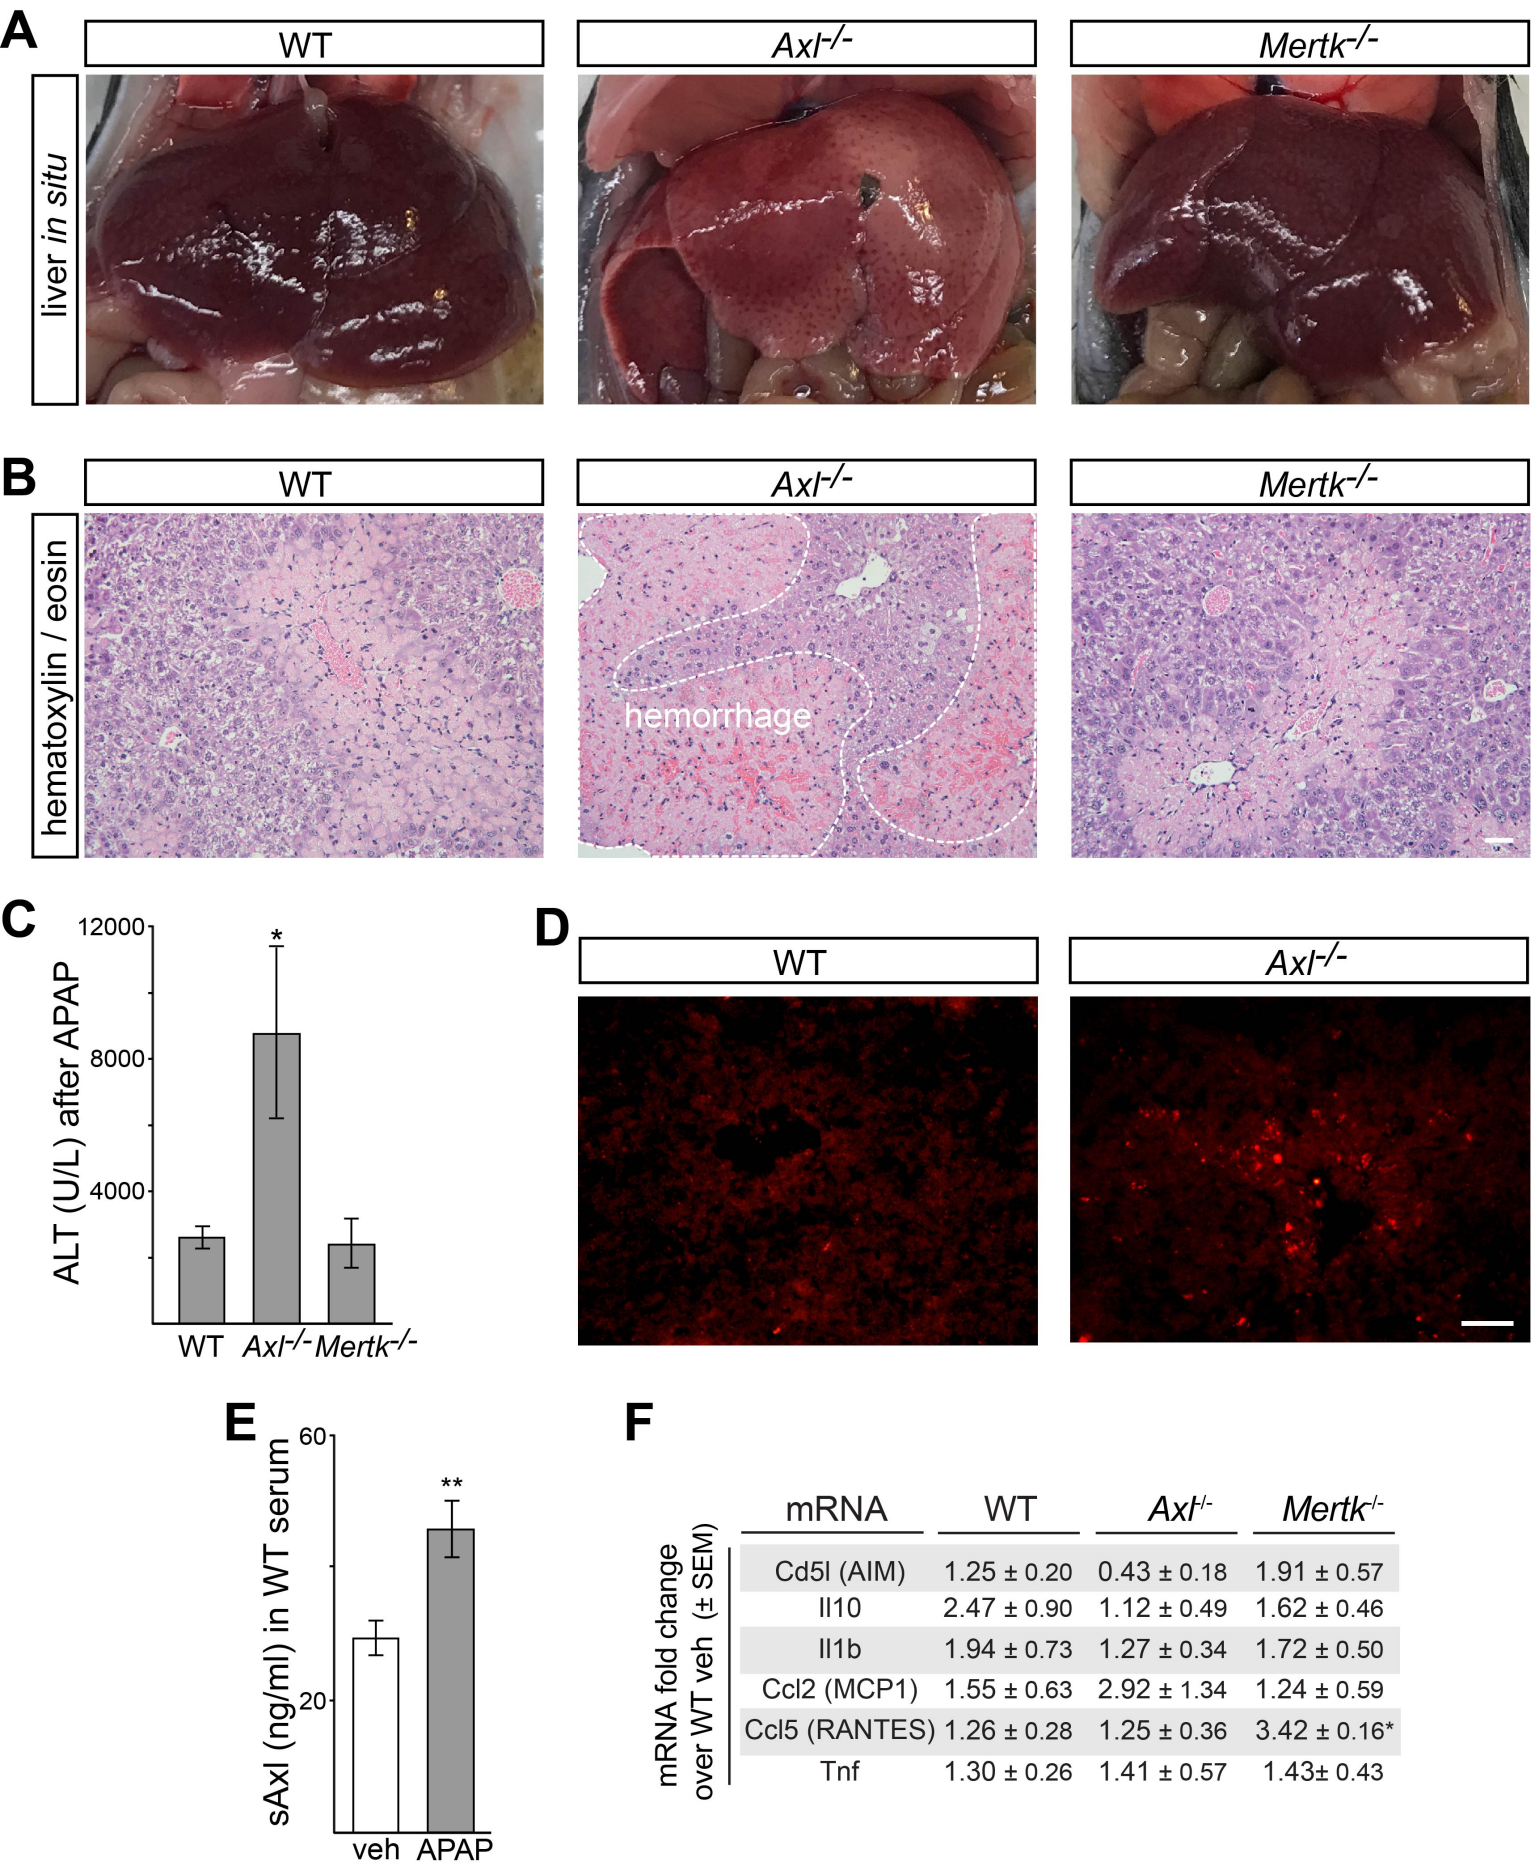 A
WT
Axl-/-
Mertk-/-
liver in situ
B
WT
Axl-/-
Mertk-/-
hematoxylin / eosin
hemorrhage
C
ALT (U/L) after APAP
12000
8000
4000
*
WT
Axl-/-
Mertk-/-
D
WT
Axl-/-
E
sAxl (ng/ml) in WT serum
60
20
**
veh
APAP
F
mRNA fold change
over WT veh (± SEM)
mRNA WT Axl-/- Mertk-/-
Cd5l (AIM) 1.25 ± 0.20 0.43 ± 0.18 1.91 ± 0.57
Il10 2.47 ± 0.90 1.12 ± 0.49 1.62 ± 0.46
Il1b 1.94 ± 0.73 1.27 ± 0.34 1.72 ± 0.50
Ccl2 (MCP1) 1.55 ± 0.63 2.92 ± 1.34 1.24 ± 0.59
Ccl5 (RANTES) 1.26 ± 0.28 1.25 ± 0.36 3.42 ± 0.16*
Tnf 1.30 ± 0.26 1.41 ± 0.57 1.43± 0.43